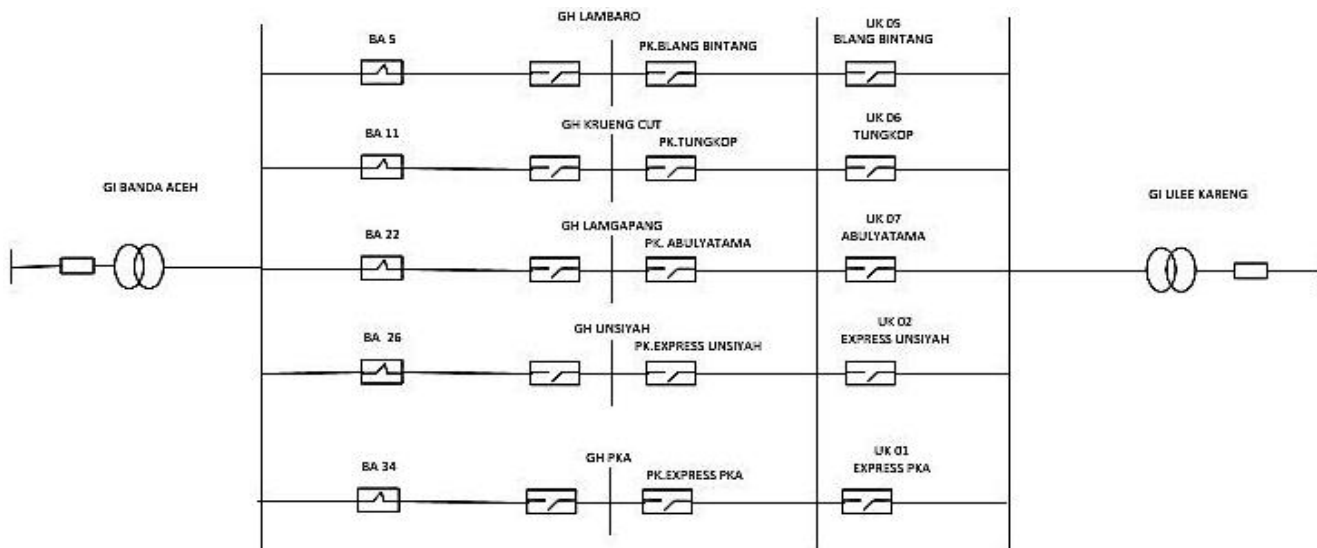 GH LAMBARO
UK 05
BA 5
PK.BLANG BINTANG
BLANG BINTANG
BA 11
GH KRUENG CUT
PK.TUNGKOP
UK 06
TUNGKOP
GI BANDA ACEH
GI ULEE KARENG
BA 22
GH LAMGAPANG
PK. ABULYATAMA
UK 07
ABULYATAMA
BA 26
GH UNSIYAH
PK.EXPRESS UNSIYAH
UK 02
EXPRESS UNSIYAH
BA 34
GH PKA
PK.EXPRESS PKA
UK 01
EXPRESS PKA